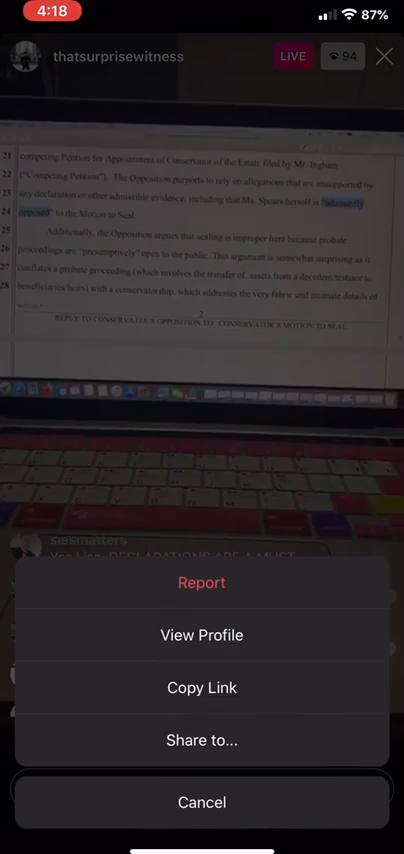 4:18
87%
thatsurprisewitness
LIVE
94
21 competing Petition for Appointment of Conservator of the Estate filed by Mr. Ingham
22 ("Competing Petition"). The Opposition purports to rely on allegations that are unsupported by
23 any declaration or other admissible evidence, including that Ms. Spears herself is "adamantly
24 opposed" to the Motion to Seal.
25 Additionally, the Opposition argues that sealing is improper here because probate
26 proceedings are "presumptively" open to the public. This argument is somewhat surprising as it
27 conflates a probate proceeding (which involves the transfer of assets from a decedent/testator to
28 beneficiaries/heirs) with a conservatorship, which addresses the very fabric and intimate details of
2
REPLY TO CONSERVATOR'S OPPOSITION TO CONSERVATOR'S MOTION TO SEAL
siesmatters
DECLARATIONS ARE A MUST
Report
View Profile
Copy Link
Share to...
Cancel